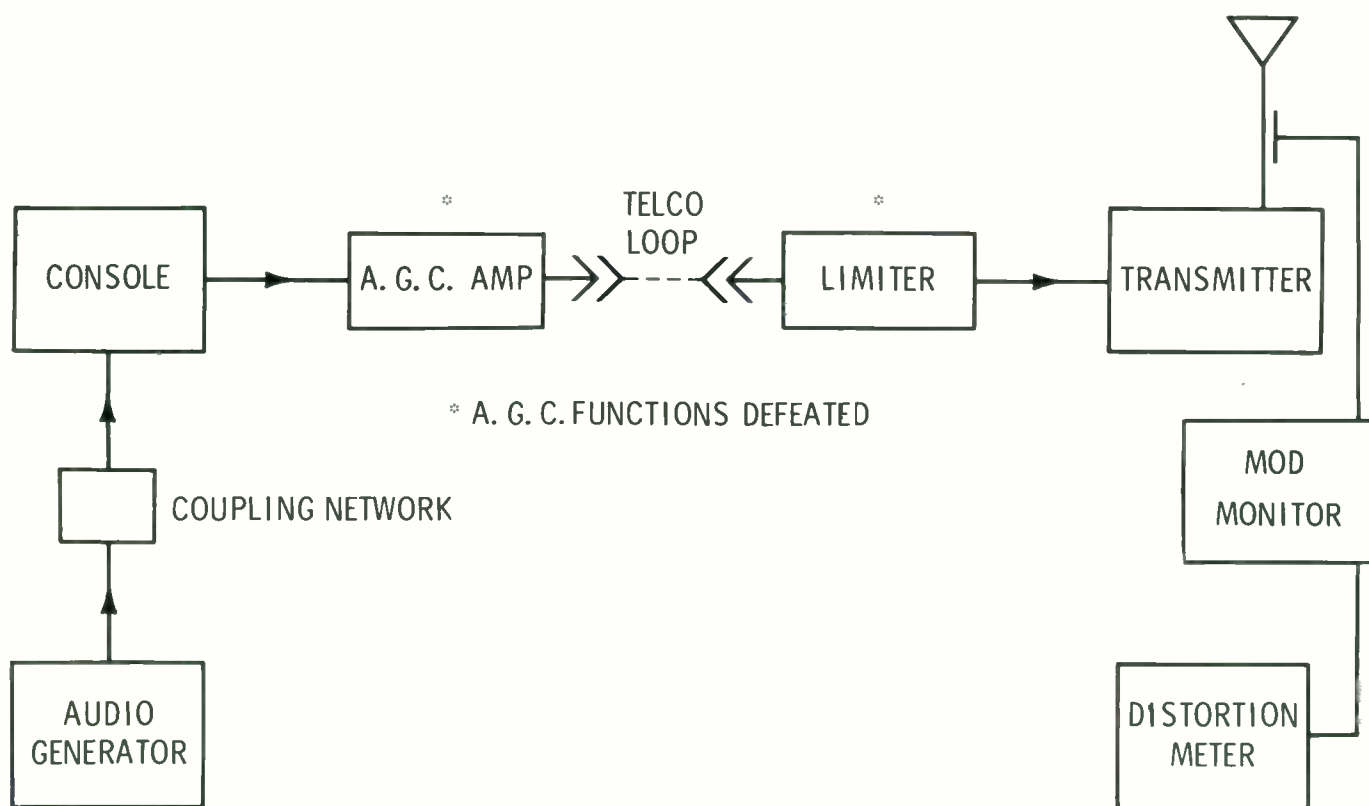 TELCO
LOOP
*
*
CONSOLE
A. G. C. AMP
LIMITER
TRANSMITTER
* A. G. C. FUNCTIONS DEFEATED
COUPLING NETWORK
MOD
MONITOR
AUDIO
GENERATOR
DISTORTION
METER